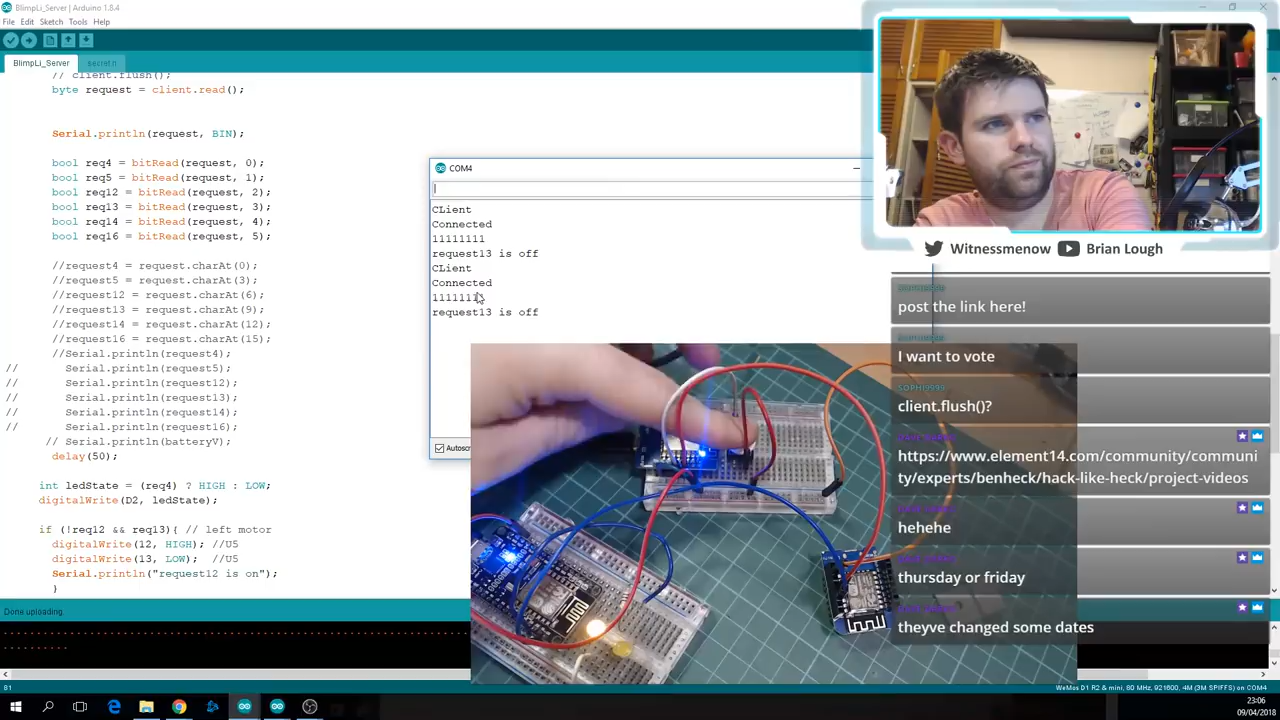 BlimpLi_Server | Arduino 1.8.4
File Edit Sketch Tools Help
BlimpLi_Server
secret.h
// client.flush();
byte request = client.read();
Serial.println(request, BIN);
bool req4 = bitRead(request, 0);
bool req5 = bitRead(request, 1);
bool req12 = bitRead(request, 2);
bool req13 = bitRead(request, 3);
bool req14 = bitRead(request, 4);
bool req16 = bitRead(request, 5);
//request4 = request.charAt(0);
//request5 = request.charAt(3);
//request12 = request.charAt(6);
//request13 = request.charAt(9);
//request14 = request.charAt(12);
//request16 = request.charAt(15);
//Serial.println(request4);
// Serial.println(request5);
// Serial.println(request12);
// Serial.println(request13);
// Serial.println(request14);
// Serial.println(request16);
// Serial.println(batteryV);
delay(50);
int ledState = (req4) ? HIGH : LOW;
digitalWrite(D2, ledState);
if (!req12 && req13){ // left motor
digitalWrite(12, HIGH); //U5
digitalWrite(13, LOW); //U5
Serial.println("request12 is on");
}
Done uploading.
81
WeMos D1 R2 & mini, 80 MHz, 921600, 4M (3M SPIFFS) on COM4
COM4
CLient
Connected
11111111
request13 is off
CLient
Connected
11111111
request13 is off
Autoscr
Witnessmenow
Brian Lough
post the link here!
I want to vote
SOPHI9999
client.flush()?
https://www.element14.com/community/communi
ty/experts/benheck/hack-like-heck/project-videos
hehehe
thursday or friday
theyve changed some dates
23:06
09/04/2018